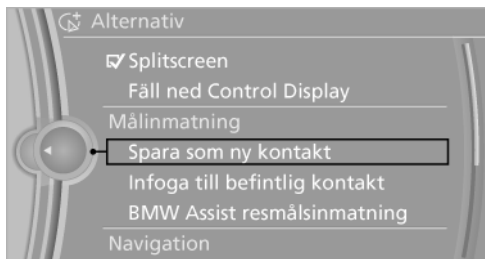 Alternativ
Splitscreen
Fäll ned Control Display
Målinmatning
Spara som ny kontakt
Infoga till befintlig kontakt
BMW Assist resmålsinmatning
Navigation